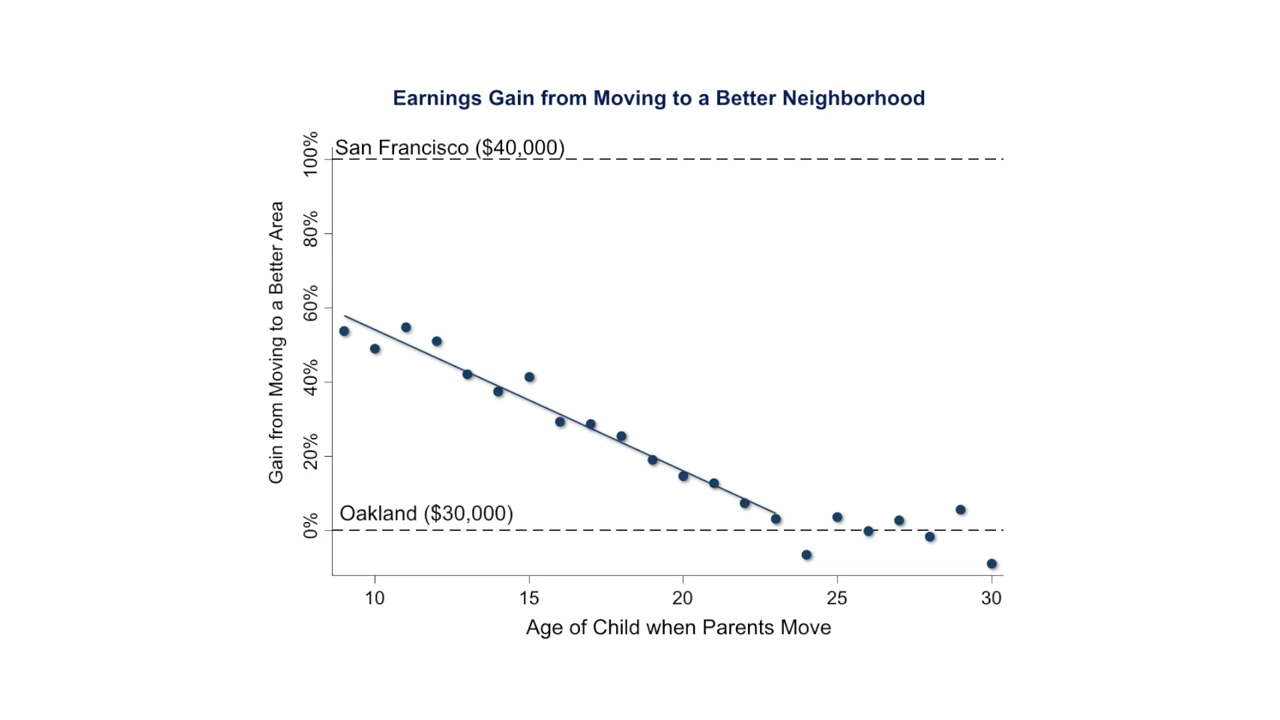 Earnings Gain from Moving to a Better Neighborhood
San Francisco ($40,000)
100%
80%
60%
40%
20%
0%
Gain from Moving to a Better Area
Oakland ($30,000)
10
15
20
25
30
Age of Child when Parents Move